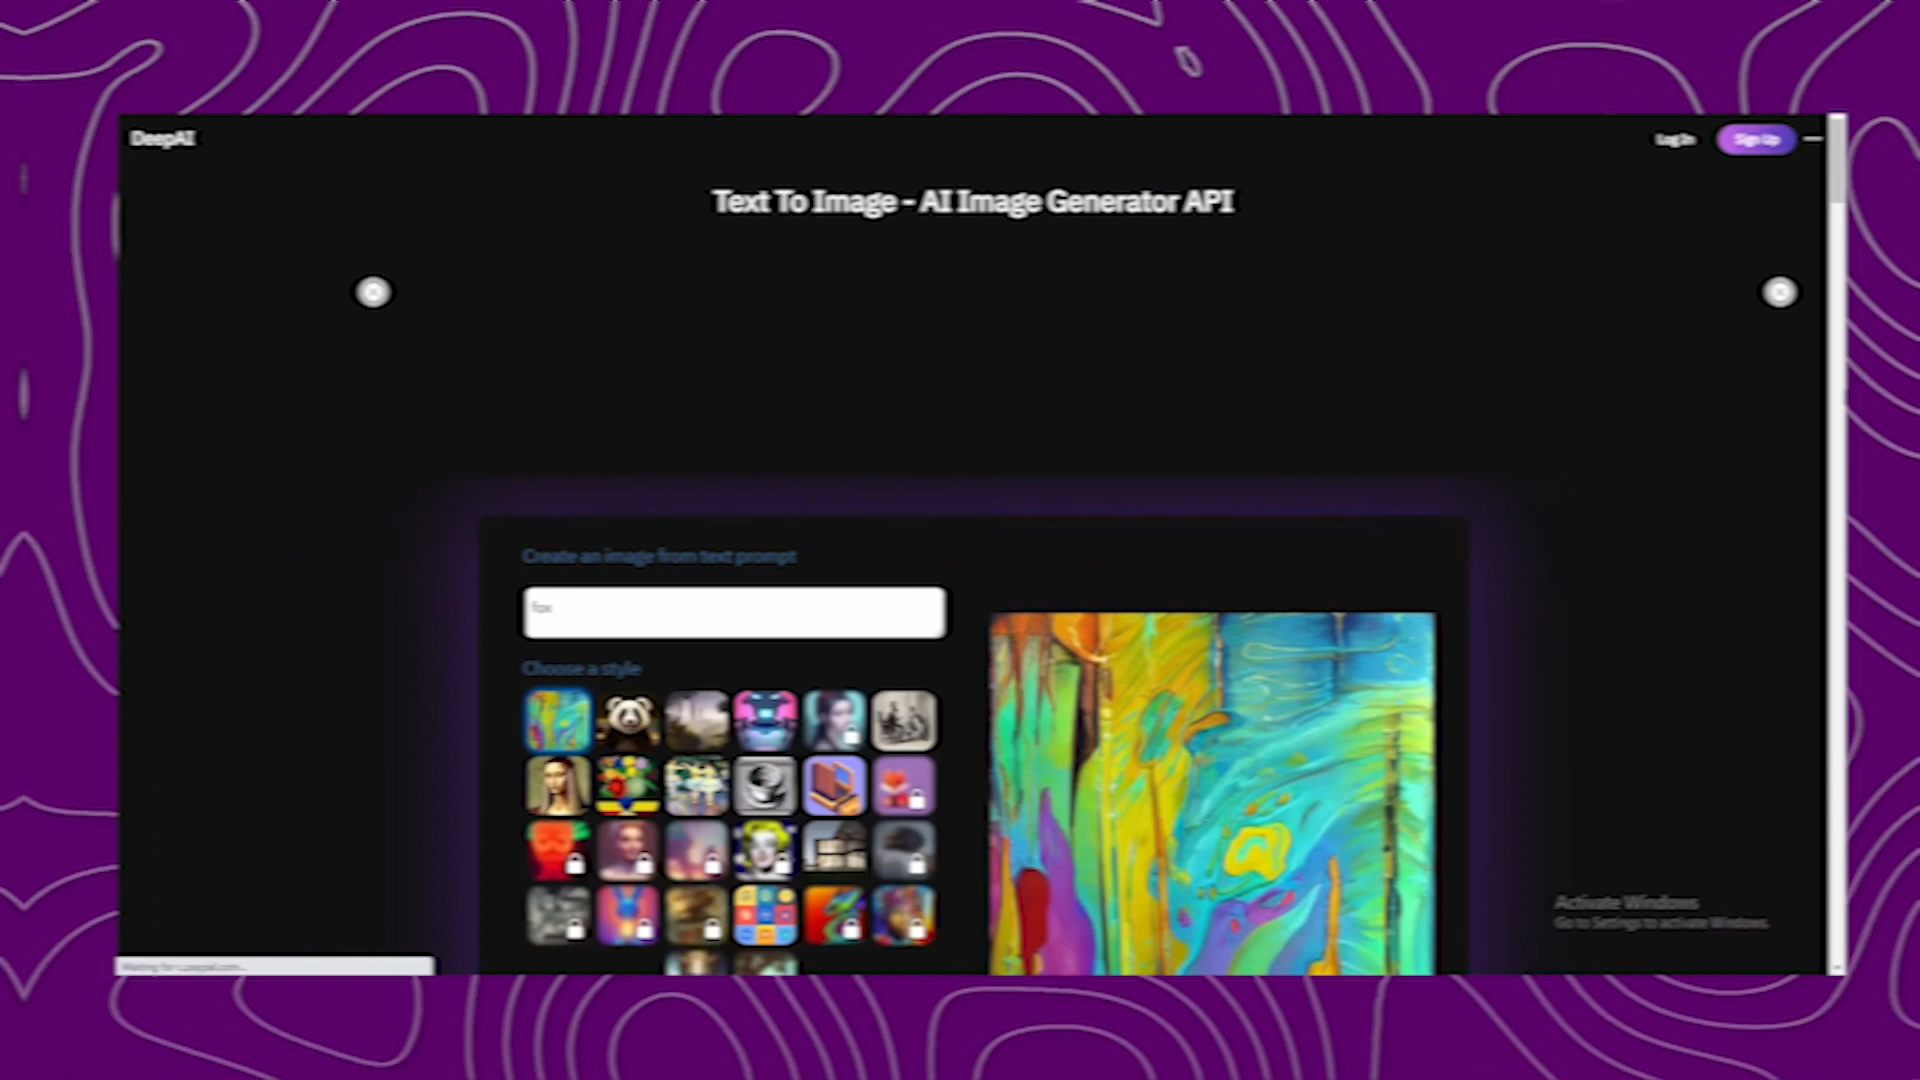 DeepAI
Log In
Sign Up
Text To Image - AI Image Generator API
Create an image from text prompt
fox
Choose a style
Activate Windows
Go to Settings to activate Windows.